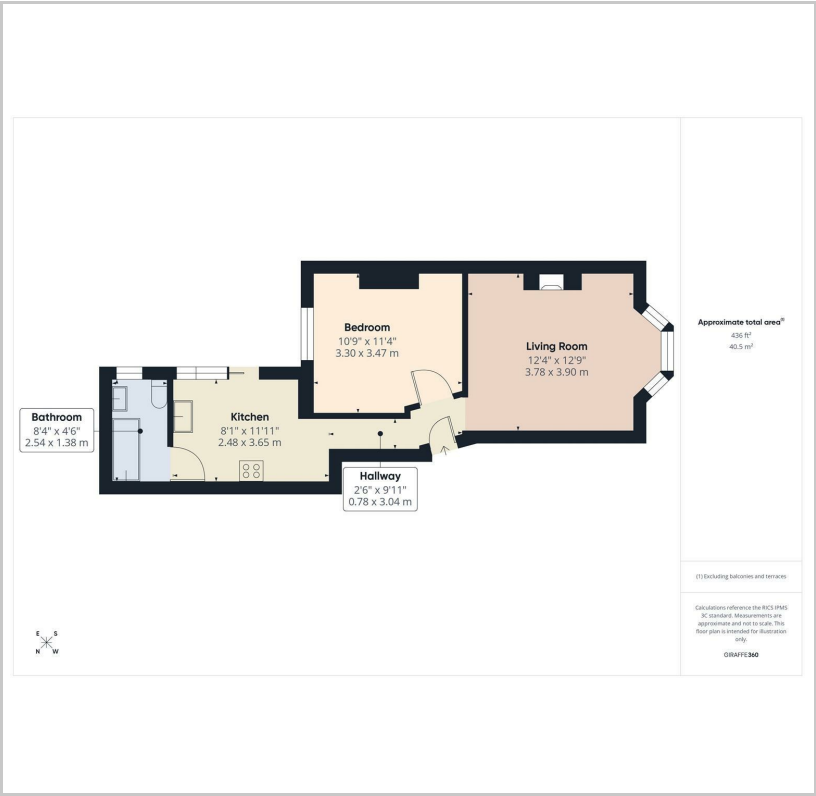 Bedroom
10'9" x 11'4"
3.30 x 3.47 m
Living Room
12'4" x 12'9"
3.78 x 3.90 m
Bathroom
8'4" x 4'6"
2.54 x 1.38 m
Kitchen
8'1" x 11'11"
2.48 x 3.65 m
Hallway
2'6" x 9'11"
0.78 x 3.04 m
E S
N W
Approximate total area(1)
436 ft²
40.5 m²
(1) Excluding balconies and terraces
Calculations reference the RICS IPMS
3C standard. Measurements are
approximate and not to scale. This
floor plan is intended for illustration
only.
GIRAFFE360